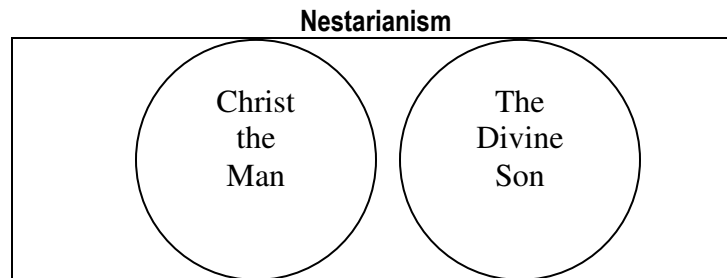 Nestarianism
Christ
the
Man
The
Divine
Son